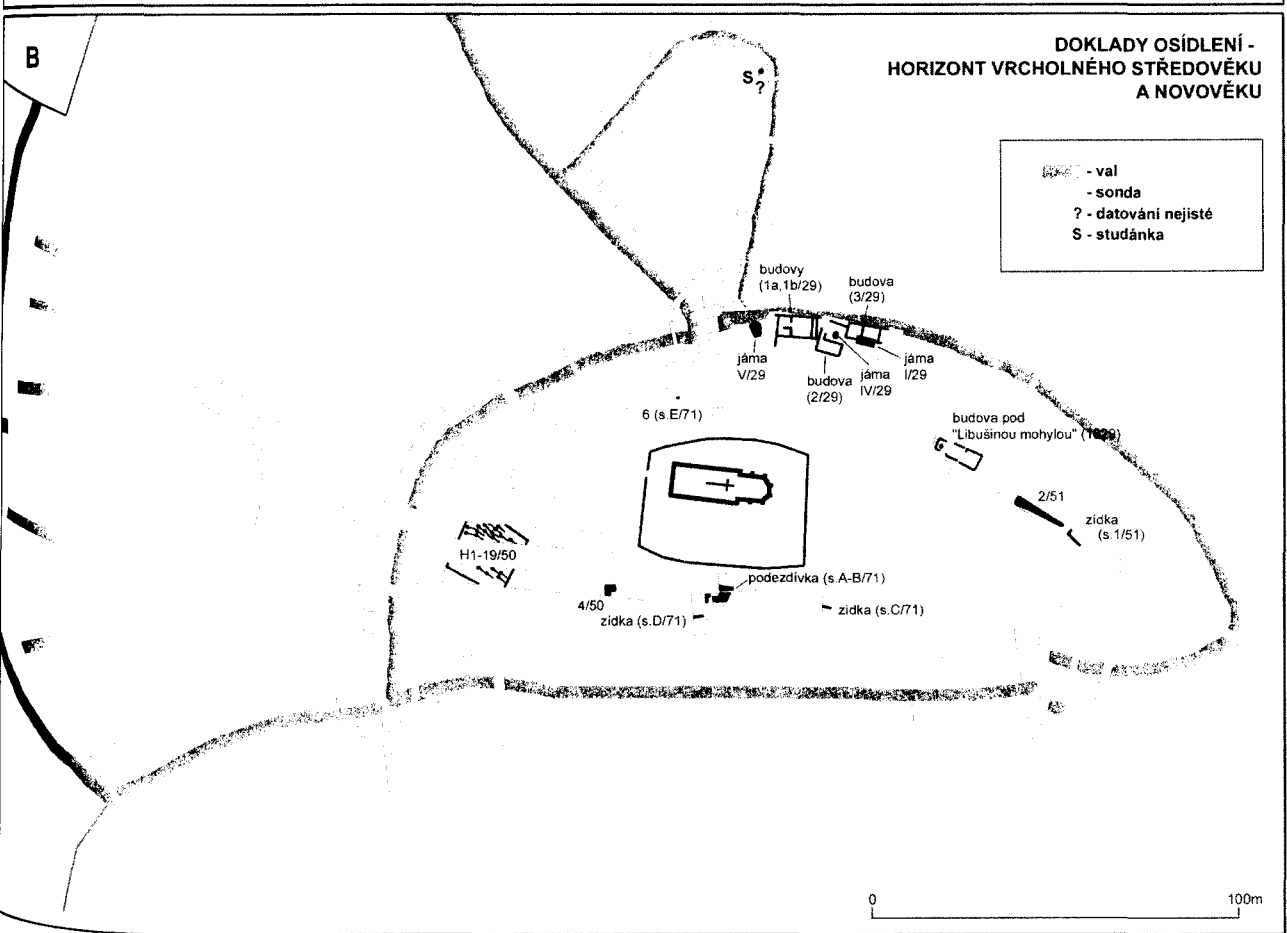 B
DOKLADY OSÍDLENÍ -
HORIZONT VRCHOLNÉHO STŘEDOVĚKU
A NOVOVĚKU
S
?
- val
- sonda
? - datování nejisté
S - studánka
budovy
(1a,1b/29)
budova
(3/29)
jáma
V/29
budova
(2/29)
jáma
IV/29
jáma
I/29
6 (s.E/71)
budova pod
"Libušinou mohylou"
2/51
zídka
(s.1/51)
H1-19/50
4/50
podezdívka (s.A-B/71)
zídka (s.D/71)
zídka (s.C/71)
0
100m